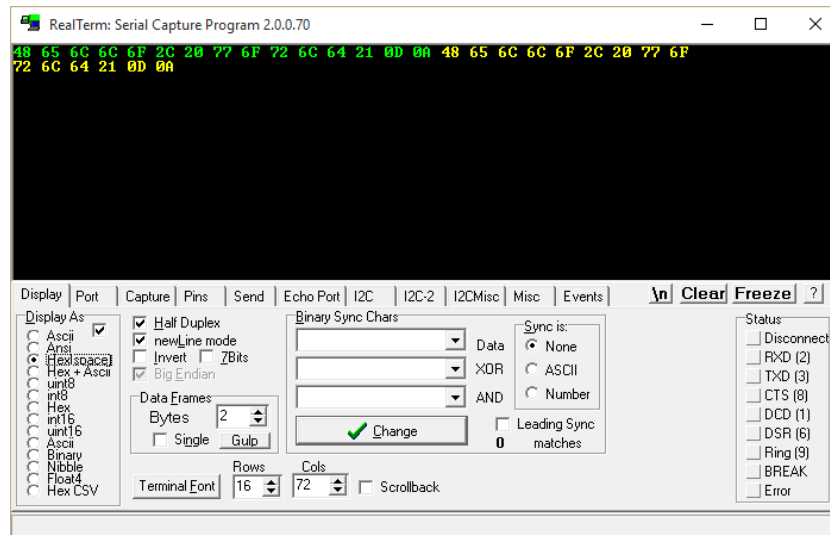 RealTerm: Serial Capture Program 2.0.0.70
48 65 6C 6C 6F 2C 20 77 6F 72 6C 64 21 0D 0A 48 65 6C 6C 6F 2C 20 77 6F
72 6C 64 21 0D 0A
Display Port Capture Pins Send Echo Port I2C I2C-2 I2CMisc Misc Events \n Clear Freeze ?
Display As
Ascii
Ansi
Hex[space]
Hex + Ascii
uint8
int8
Hex
int16
uint16
Ascii
Binary
Nibble
Float4
Hex CSV
Half Duplex
newLine mode
Invert 7Bits
Big Endian
Data Frames
Bytes 2
Single Gulp
Rows Cols
Terminal Font 16 72 Scrollback
Binary Sync Chars
Data
XOR
AND
Change
Sync is:
None
ASCII
Number
Leading Sync
0 matches
Status
Disconnect
RXD (2)
TXD (3)
CTS (8)
DCD (1)
DSR (6)
Ring (9)
BREAK
Error